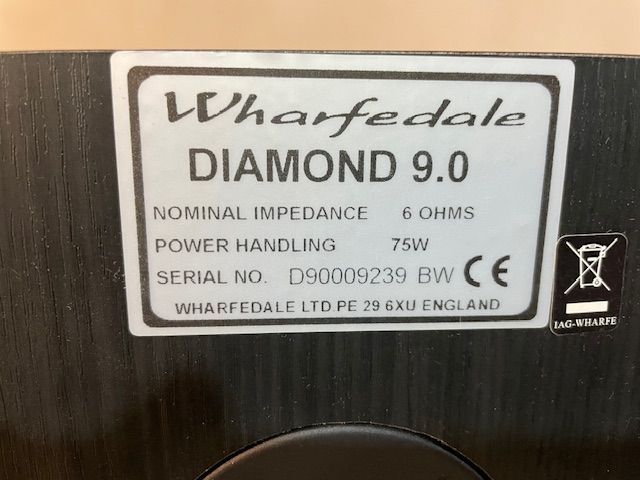 Wharfedale
DIAMOND 9.0
NOMINAL IMPEDANCE 6 OHMS
POWER HANDLING 75W
SERIAL NO. D90009239 BW CE
WHARFEDALE LTD.PE 29 6XU ENGLAND
IAG-WHARFE